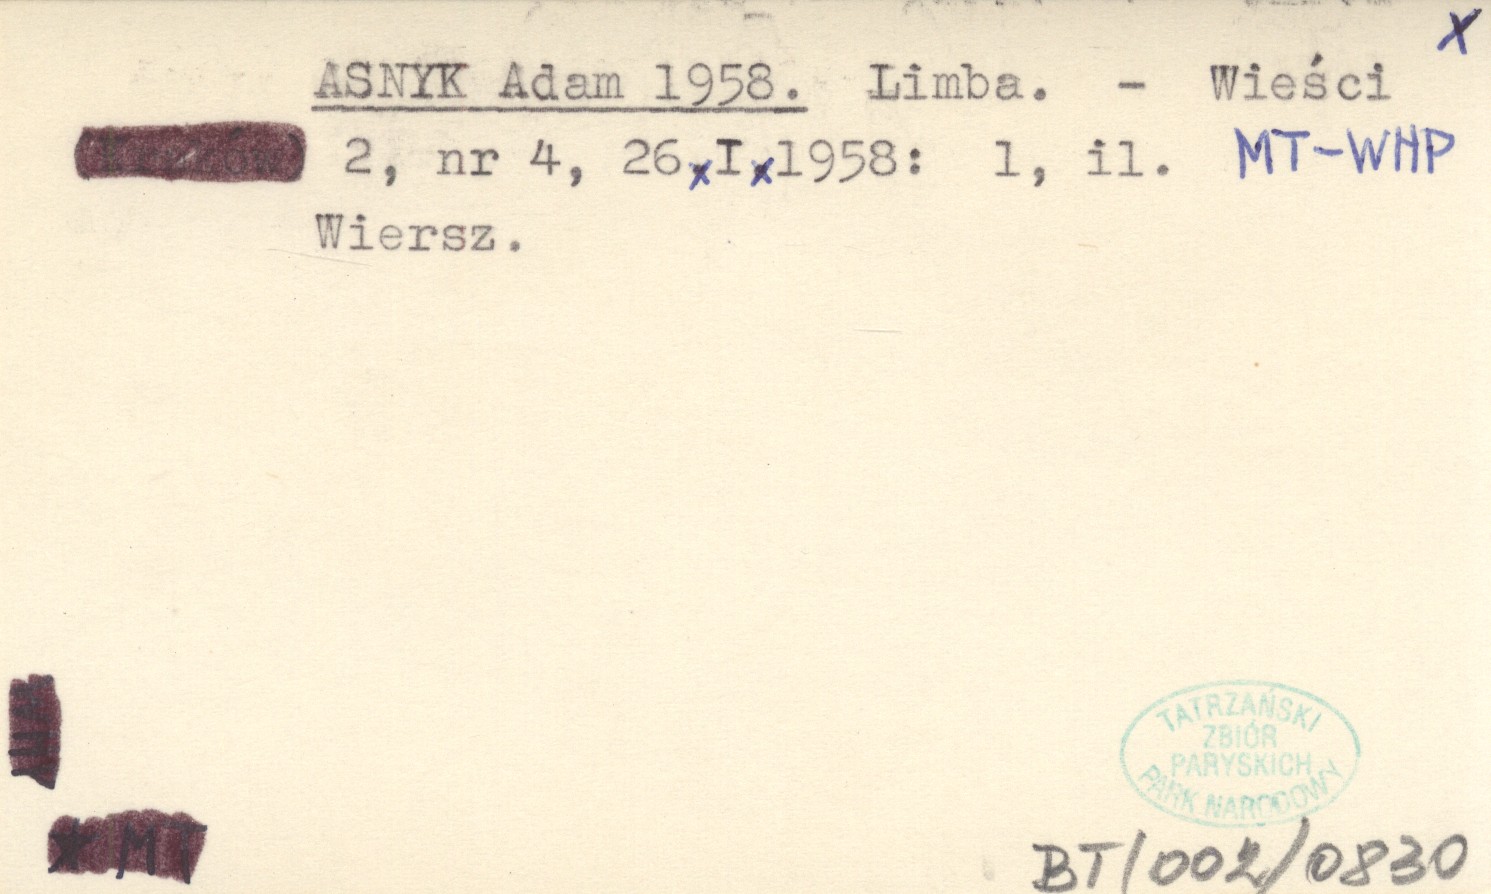 x
ASNYK Adam 1958. Limba. - Wieści
2, nr 4, 26.I.1958: 1, il. MT-WHP
Wiersz.
TATRZAŃSKI
ZBIÓR
PARYSKICH
PARK NARODOWY
* MT
BT/002/0830